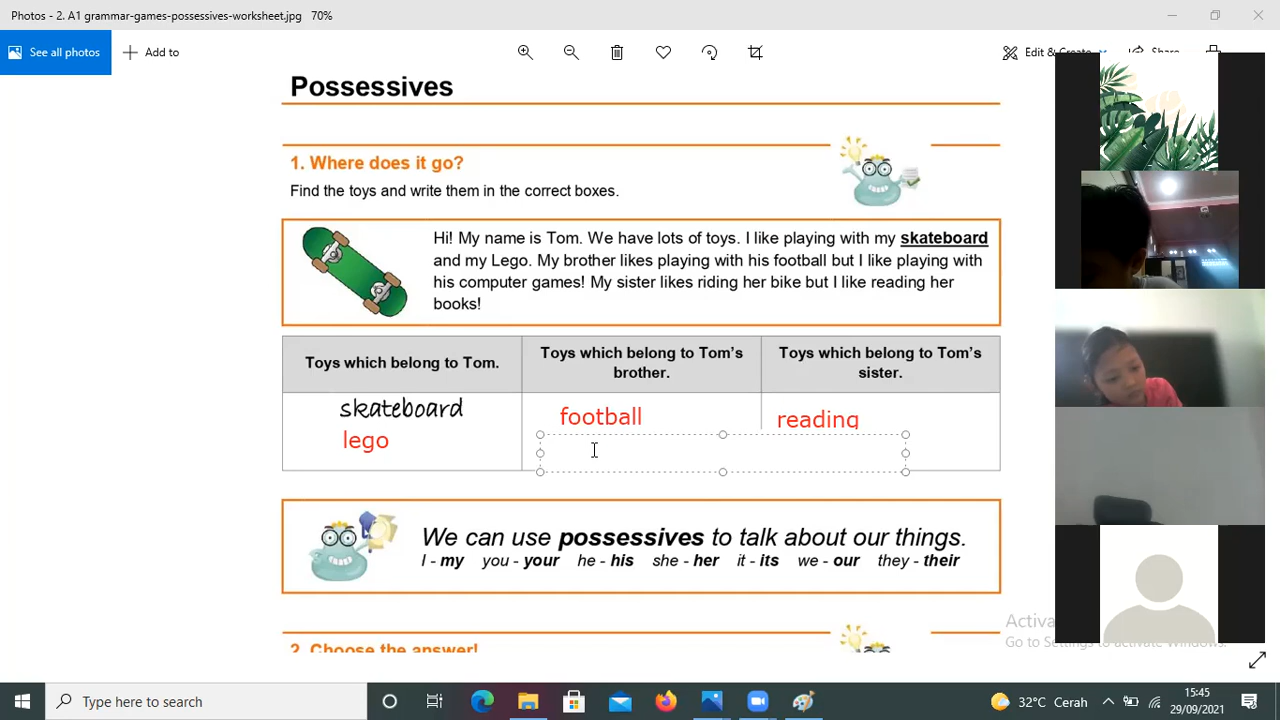 Photos - 2. A1 grammar-games-possessives-worksheet.jpg 70%
See all photos
Add to
Edit & Create
Share
Possessives
1. Where does it go?
Find the toys and write them in the correct boxes.
Hi! My name is Tom. We have lots of toys. I like playing with my skateboard
and my Lego. My brother likes playing with his football but I like playing with
his computer games! My sister likes riding her bike but I like reading her
books!
Toys which belong to Tom.
Toys which belong to Tom's
brother.
Toys which belong to Tom's
sister.
skateboard
lego
football
reading
We can use possessives to talk about our things.
I - my you - your he - his she - her it - its we - our they - their
2. Choose the answer!
Activa
Go to Settings to activate Windows.
Type here to search
32°C Cerah
15:45
29/09/2021